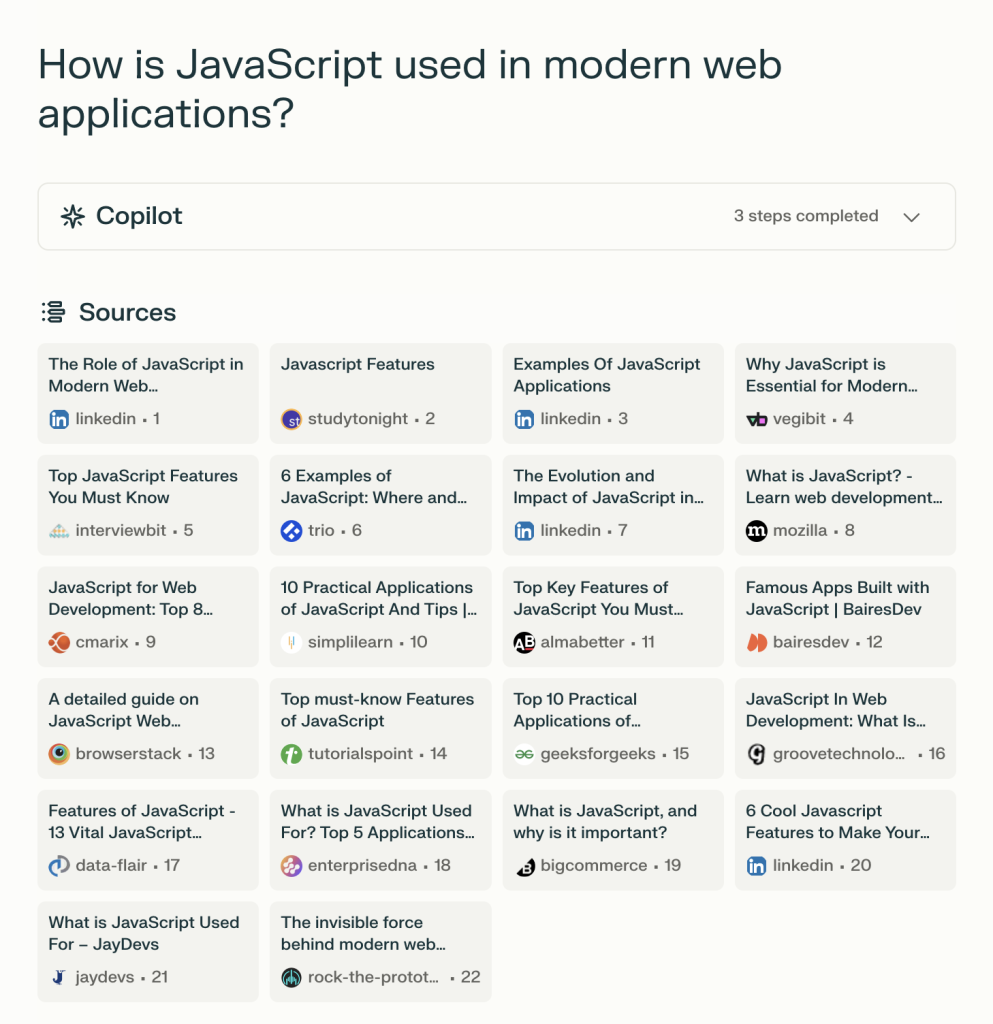 How is JavaScript used in modern web
applications?
Copilot
3 steps completed
Sources
The Role of JavaScript in
Modern Web...
linkedin • 1
Javascript Features
studytonight • 2
Examples Of JavaScript
Applications
linkedin • 3
Why JavaScript is
Essential for Modern...
vegibit • 4
Top JavaScript Features
You Must Know
interviewbit • 5
6 Examples of
JavaScript: Where and...
trio • 6
The Evolution and
Impact of JavaScript in...
linkedin • 7
What is JavaScript? -
Learn web development...
mozilla • 8
JavaScript for Web
Development: Top 8...
cmarix • 9
10 Practical Applications
of JavaScript And Tips |...
simplilearn • 10
Top Key Features of
JavaScript You Must...
almabetter • 11
Famous Apps Built with
JavaScript | BairesDev
bairesdev • 12
A detailed guide on
JavaScript Web...
browserstack • 13
Top must-know Features
of JavaScript
tutorialspoint • 14
Top 10 Practical
Applications of...
geeksforgeeks • 15
JavaScript In Web
Development: What Is...
groovetechnolo... • 16
Features of JavaScript -
13 Vital JavaScript...
data-flair • 17
What is JavaScript Used
For? Top 5 Applications...
enterprisedna • 18
What is JavaScript, and
why is it important?
bigcommerce • 19
6 Cool Javascript
Features to Make Your...
linkedin • 20
What is JavaScript Used
For – JayDevs
jaydevs • 21
The invisible force
behind modern web...
rock-the-protot... • 22